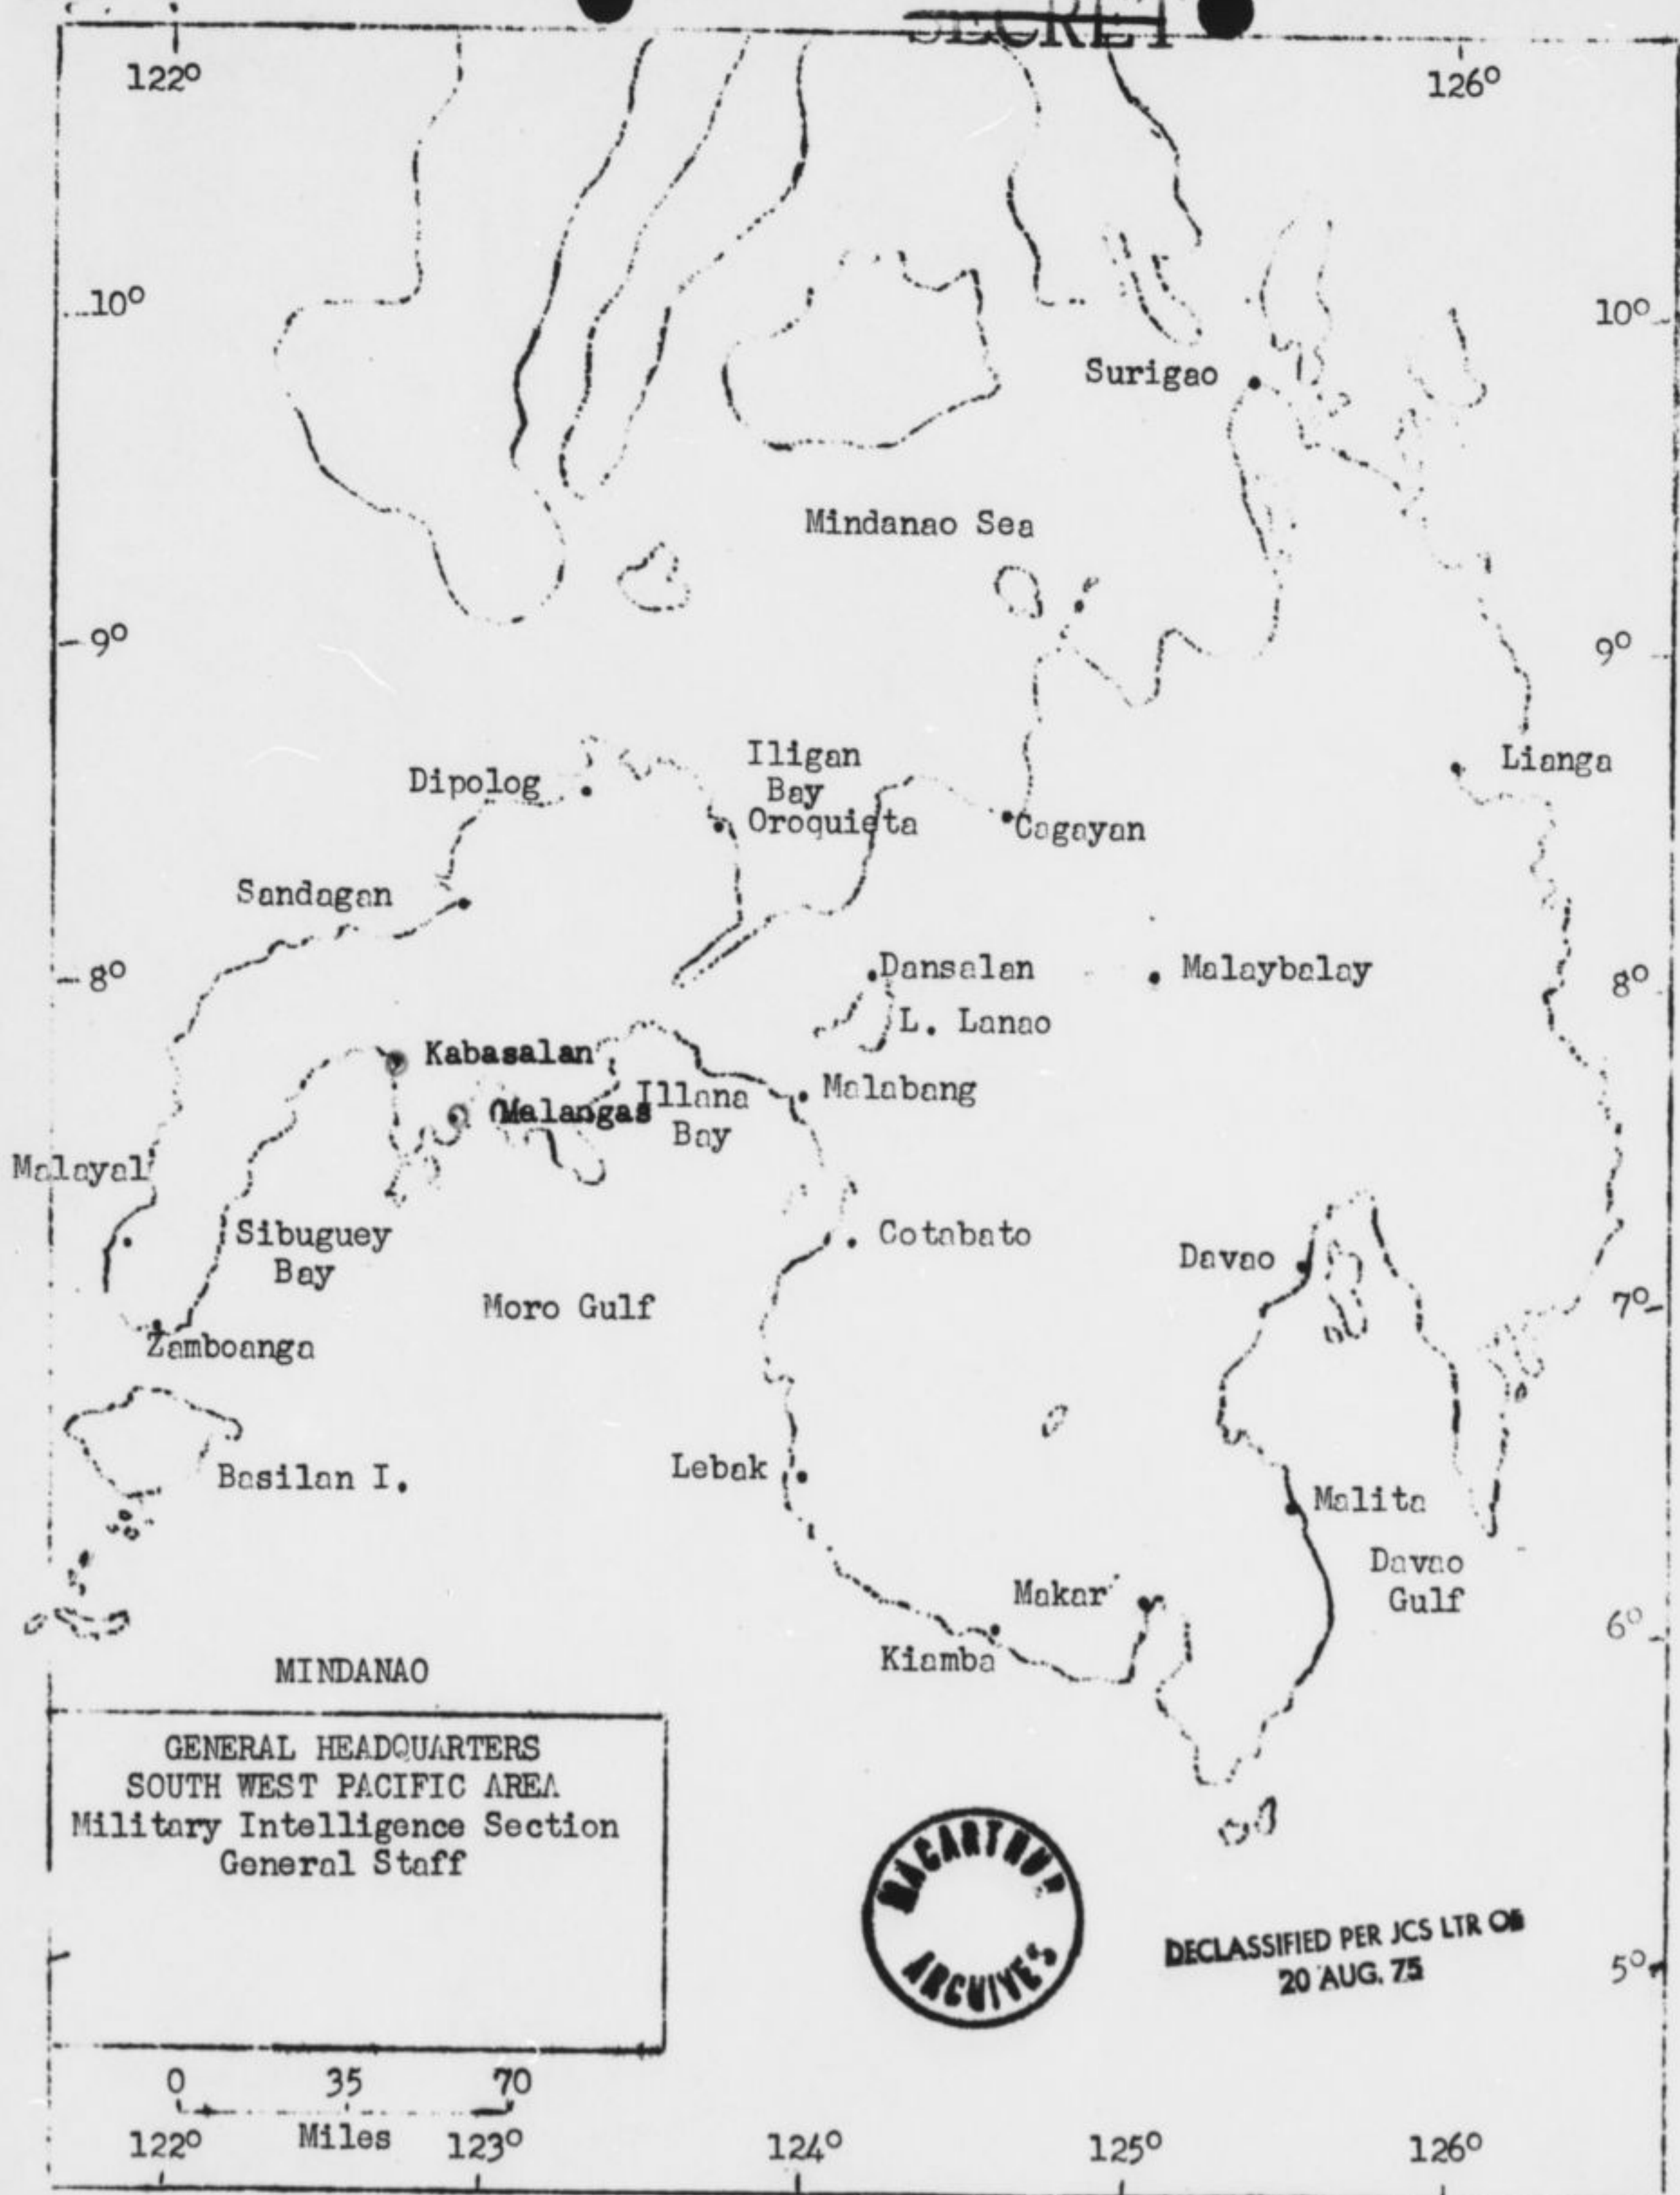 SECRET
122° 126°
10° 10°
Surigao
Mindanao Sea
9° 9°
Iligan
Bay
Dipolog
Lianga
Oroquieta
Cagayan
Sandagan
8° Dansalan Malaybalay 8°
L. Lanao
Kabasalan
Malangas
Illana
Bay
Malabang
Malayal
Sibuguey
Bay
Cotabato
Davao
Moro Gulf
7°
Zamboanga
Basilan I.
Lebak
Malita
Davao
Gulf
Makar
6°
Kiamba
MINDANAO
GENERAL HEADQUARTERS
SOUTH WEST PACIFIC AREA
Military Intelligence Section
General Staff
MACARTHUR
ARCHIVES
DECLASSIFIED PER JCS LTR OF
20 AUG. 75
5°
0 35 70
Miles
122° 123° 124° 125° 126°